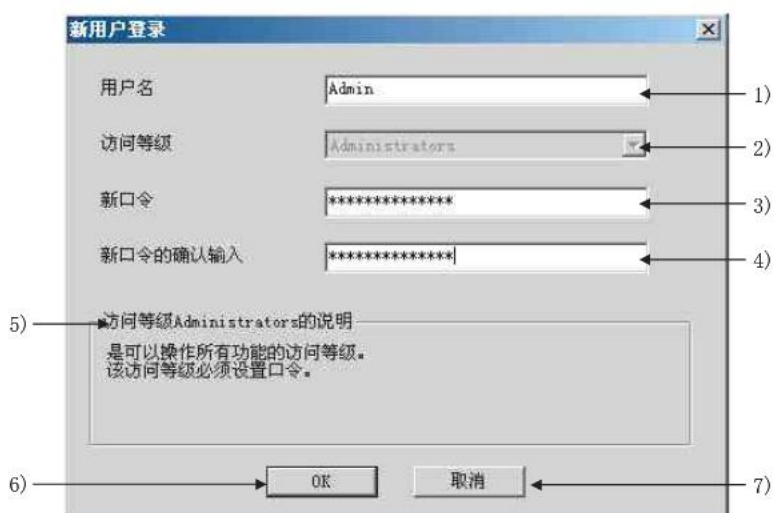 新用户登录
用户名 Admin 1)
访问等级 Administrators 2)
新口令 ************** 3)
新口令的确认输入 ************** 4)
5) 访问等级Administrators的说明
是可以操作所有功能的访问等级。
该访问等级必须设置口令。
6) OK 取消 7)